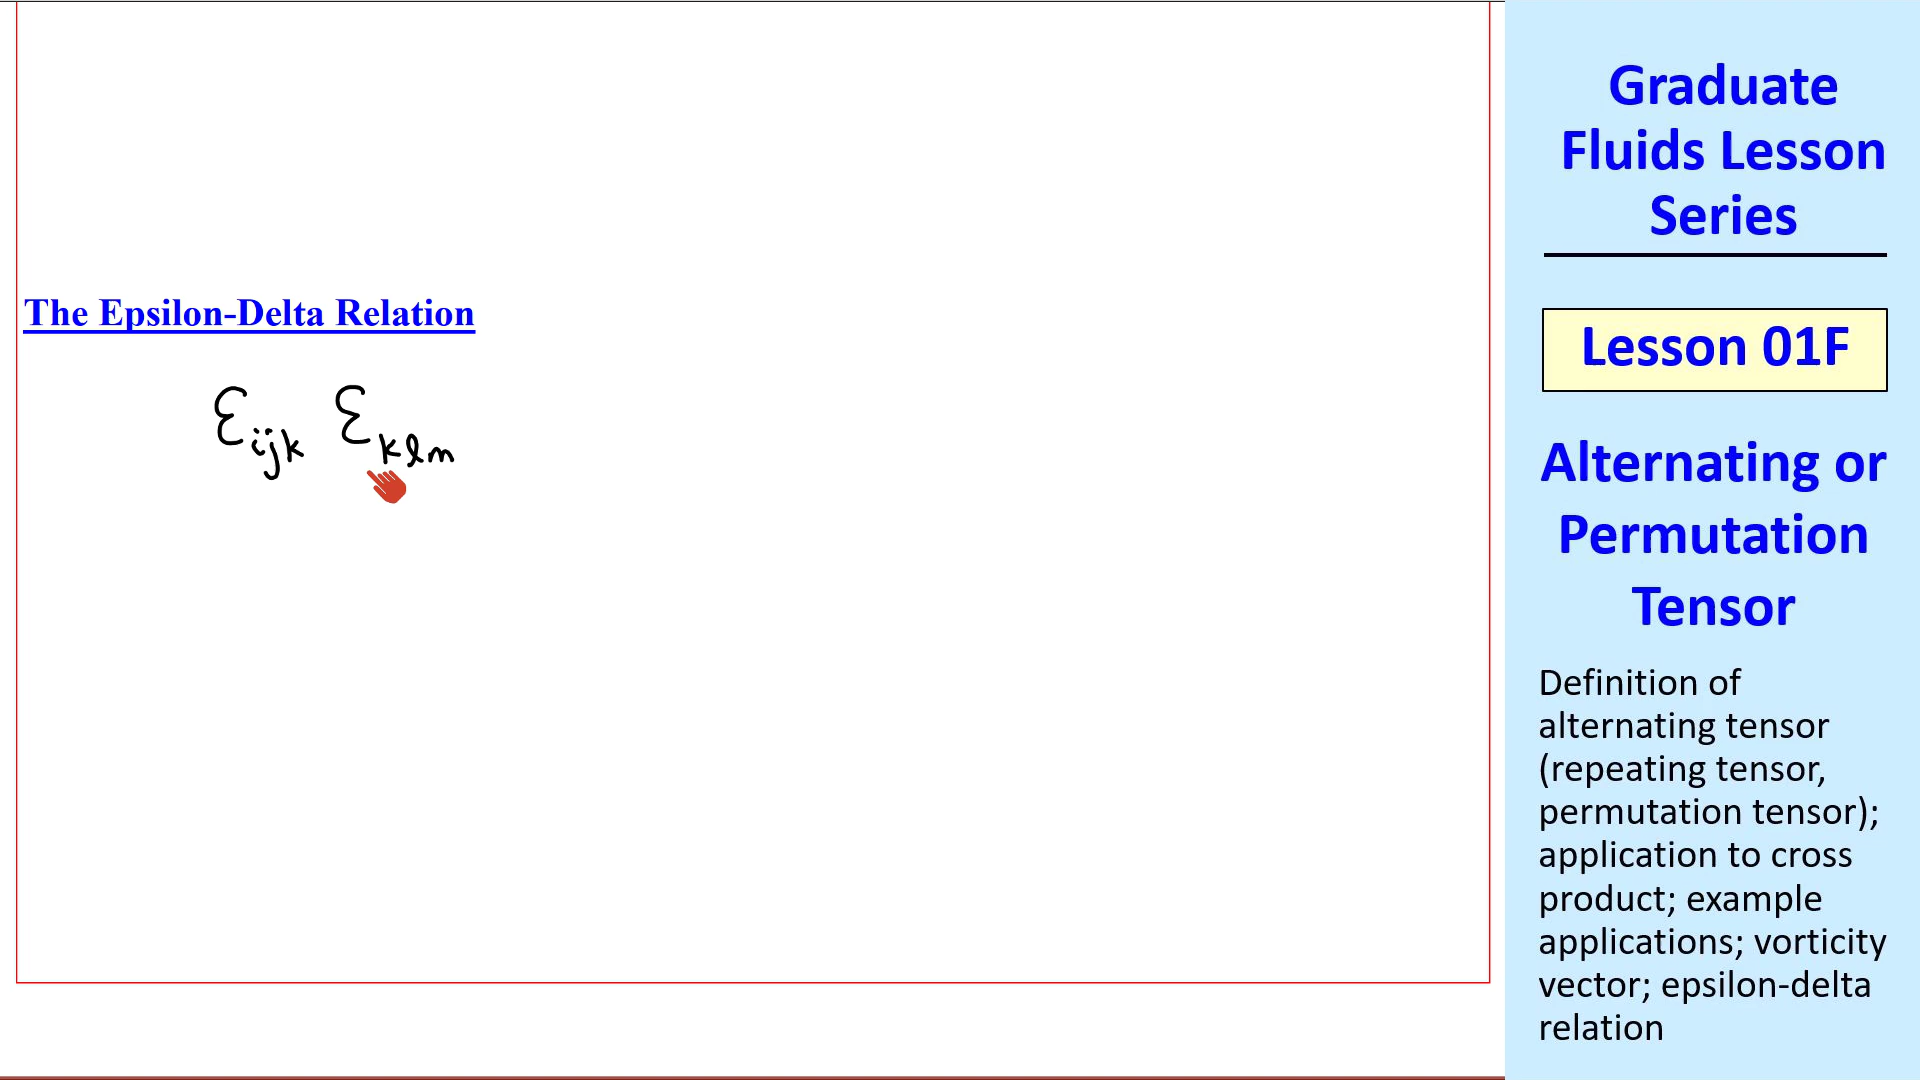 The Epsilon-Delta Relation
εijk εklm
Graduate
Fluids Lesson
Series
Lesson 01F
Alternating or
Permutation
Tensor
Definition of
alternating tensor
(repeating tensor,
permutation tensor);
application to cross
product; example
applications; vorticity
vector; epsilon-delta
relation